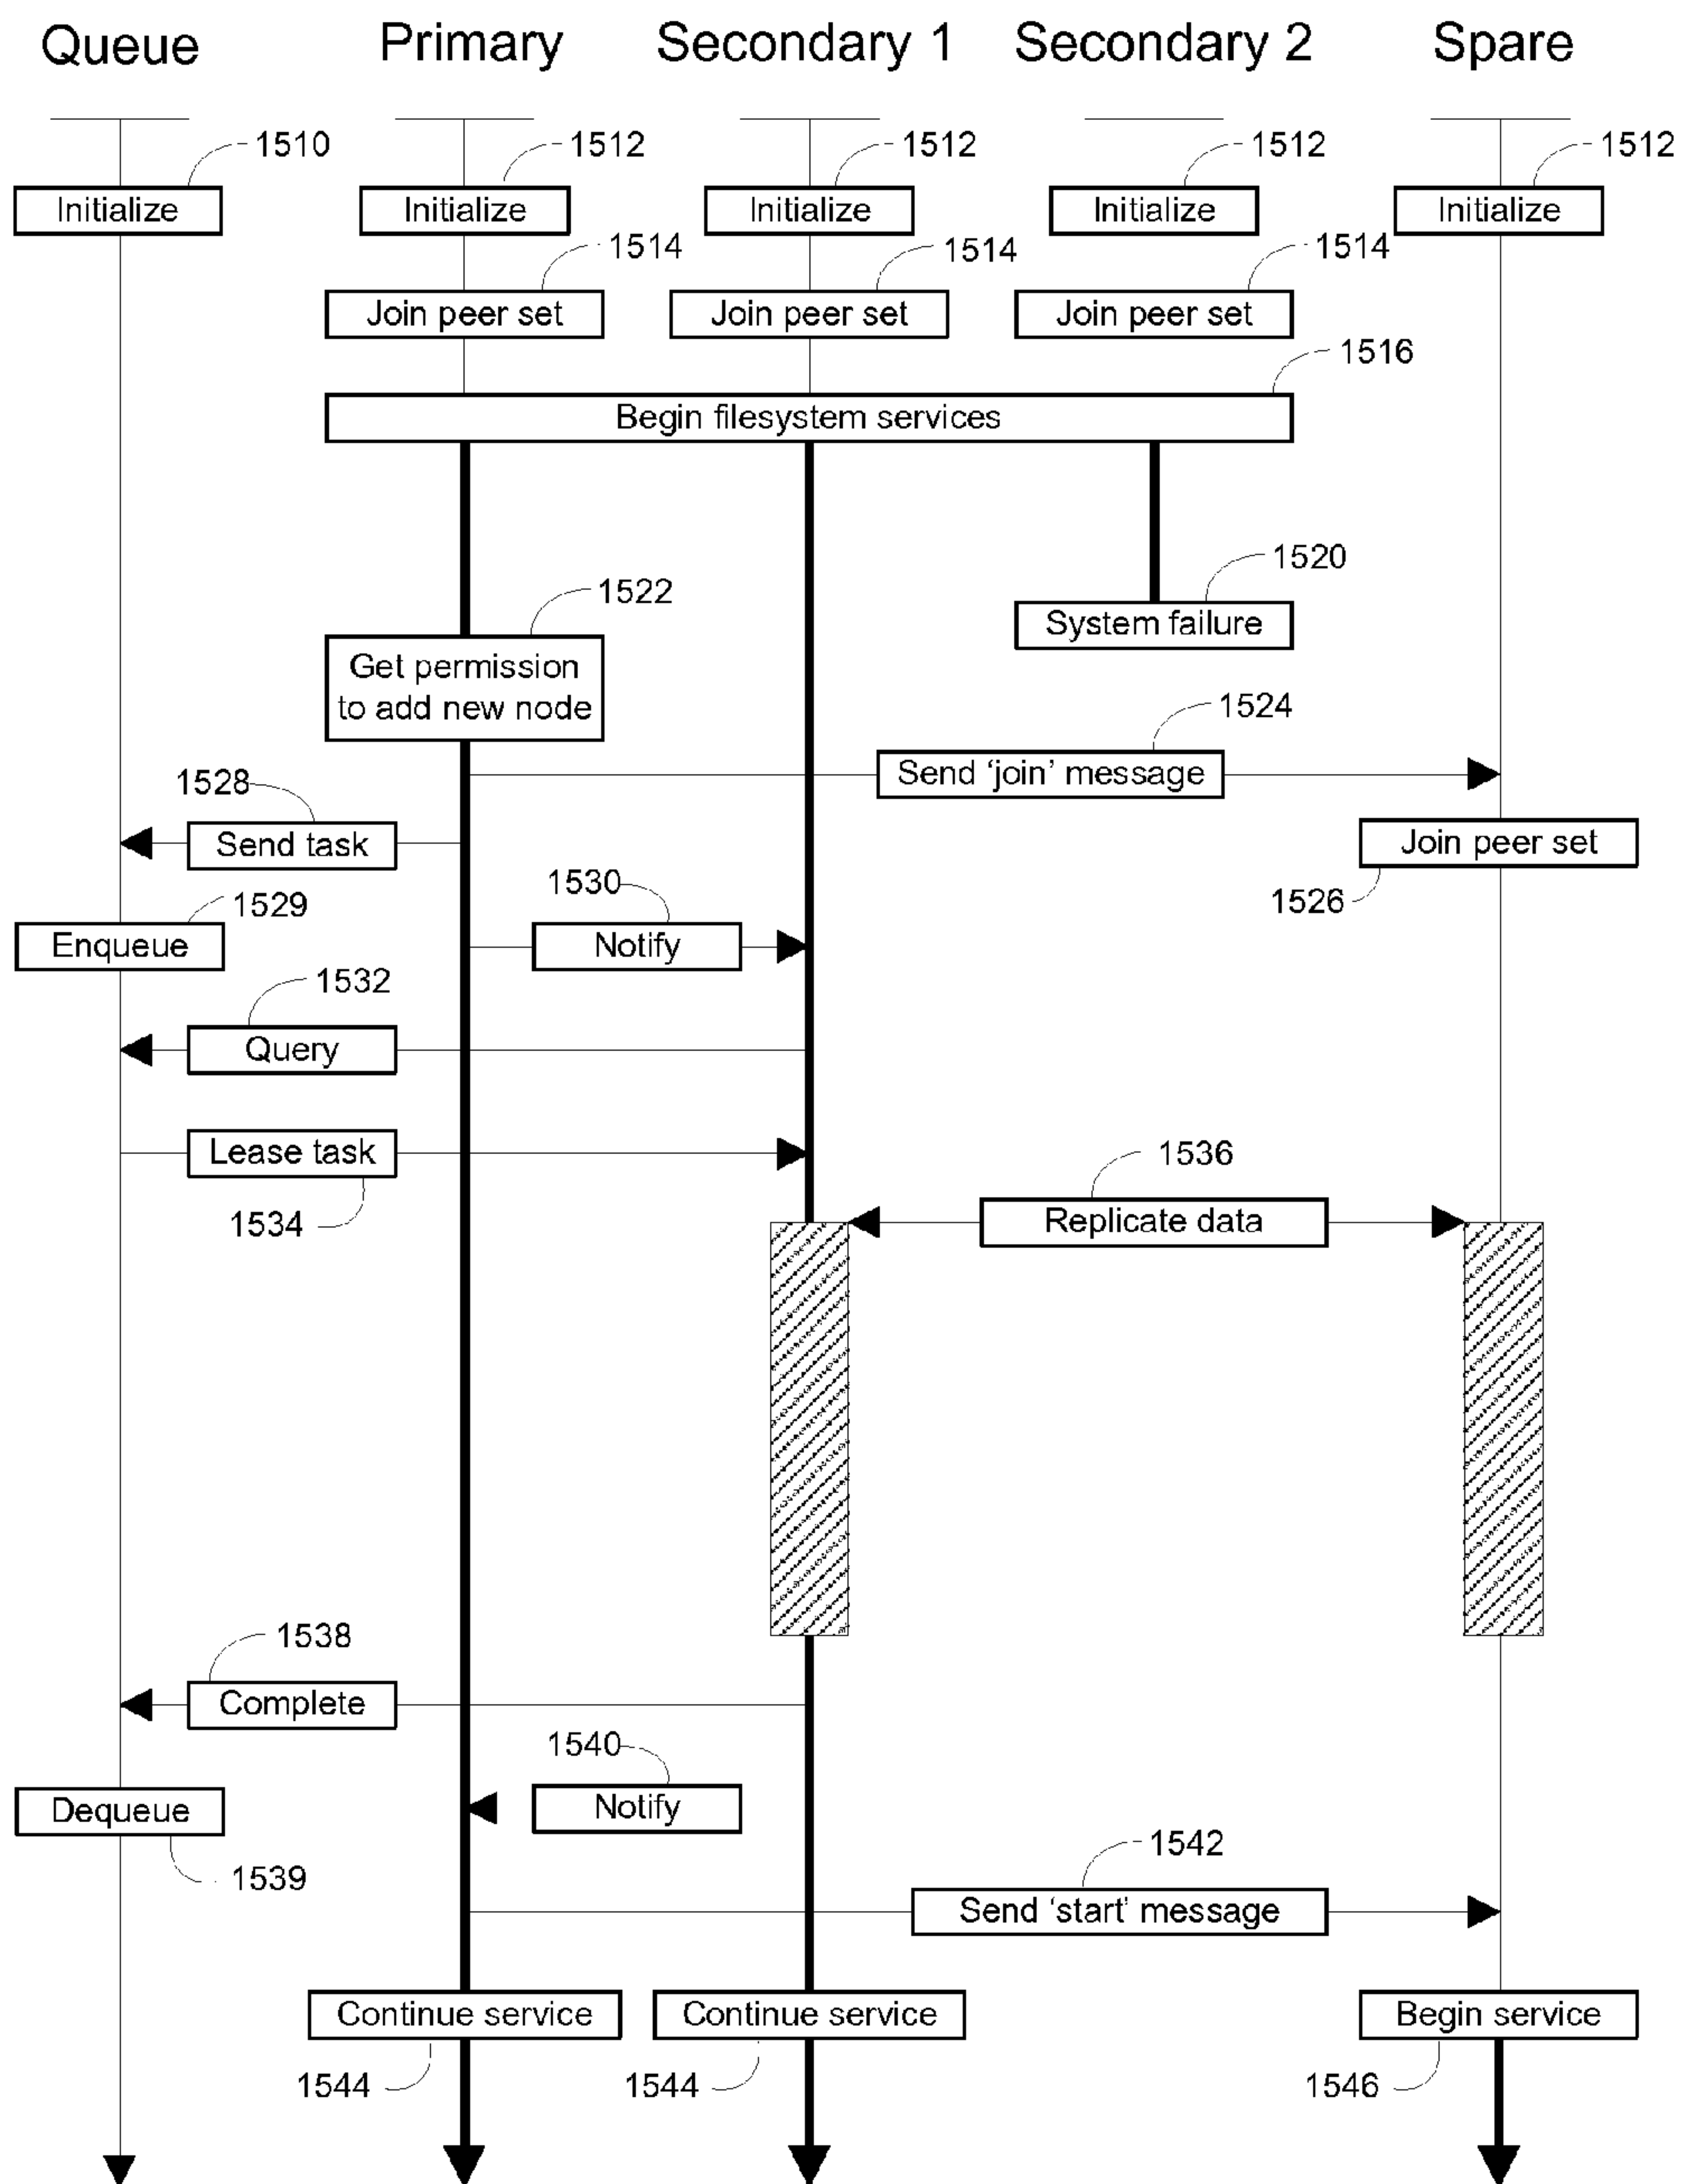 Queue
Primary
Secondary 1
Secondary 2
Spare
1510
1512
1512
1512
1512
Initialize
Initialize
Initialize
Initialize
Initialize
1514
1514
1514
Join peer set
Join peer set
Join peer set
1516
Begin filesystem services
1520
System failure
1522
Get permission
to add new node
1524
Send ‘join’ message
1528
Send task
Join peer set
1526
1529
Enqueue
1530
Notify
1532
Query
Lease task
1534
1536
Replicate data
1538
Complete
1540
Notify
Dequeue
1539
1542
Send ‘start’ message
Continue service
Continue service
Begin service
1544
1544
1546